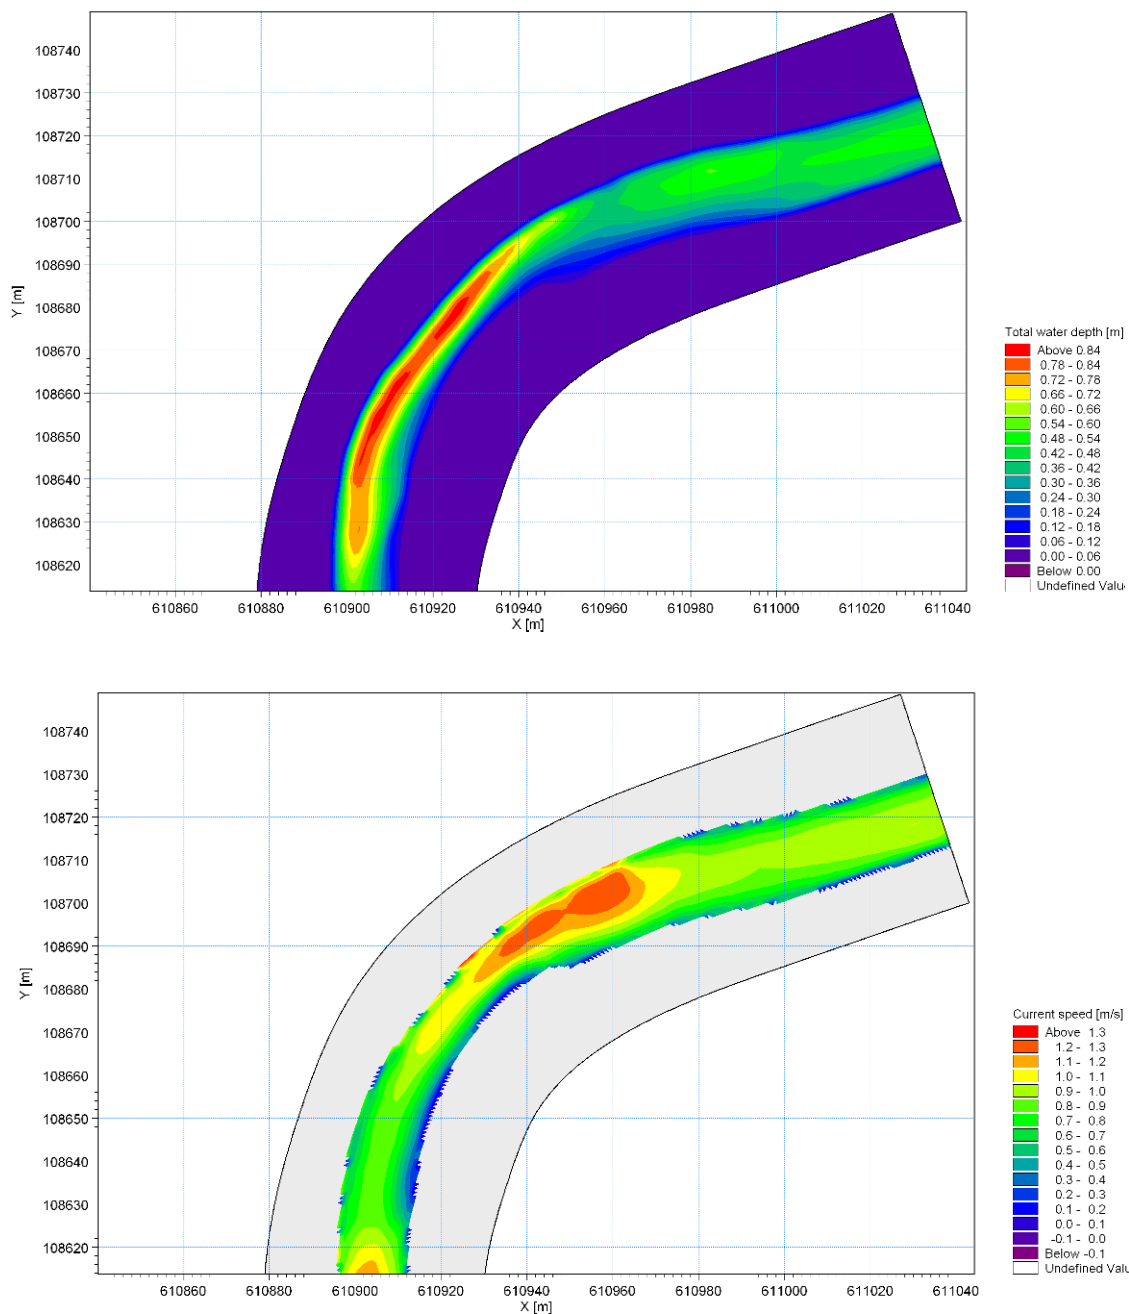 108740
108730
108720
108710
108700
108690
108680
108670
108660
108650
108640
108630
108620
Y [m]
610860 610880 610900 610920 610940 610960 610980 611000 611020 611040
X [m]
Total water depth [m]
Above 0.84
0.78 - 0.84
0.72 - 0.78
0.66 - 0.72
0.60 - 0.66
0.54 - 0.60
0.48 - 0.54
0.42 - 0.48
0.36 - 0.42
0.30 - 0.36
0.24 - 0.30
0.18 - 0.24
0.12 - 0.18
0.06 - 0.12
0.00 - 0.06
Below 0.00
Undefined Valu
108740
108730
108720
108710
108700
108690
108680
108670
108660
108650
108640
108630
108620
Y [m]
610860 610880 610900 610920 610940 610960 610980 611000 611020 611040
X [m]
Current speed [m/s]
Above 1.3
1.2 - 1.3
1.1 - 1.2
1.0 - 1.1
0.9 - 1.0
0.8 - 0.9
0.7 - 0.8
0.6 - 0.7
0.5 - 0.6
0.4 - 0.5
0.3 - 0.4
0.2 - 0.3
0.1 - 0.2
0.0 - 0.1
-0.1 - 0.0
Below -0.1
Undefined Valu